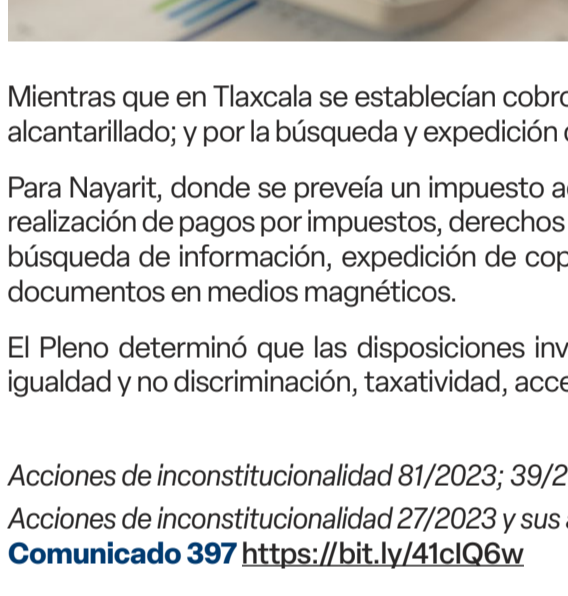 Mientras que en Tlaxcala se establecían cobro
alcantarillado; y por la búsqueda y expedición
Para Nayarit, donde se preveía un impuesto a
realización de pagos por impuestos, derechos
búsqueda de información, expedición de cop
documentos en medios magnéticos.
El Pleno determinó que las disposiciones inv
igualdad y no discriminación, taxatividad, acce
Acciones de inconstitucionalidad 81/2023; 39/2
Acciones de inconstitucionalidad 27/2023 y sus
Comunicado 397 https://bit.ly/41clQ6w